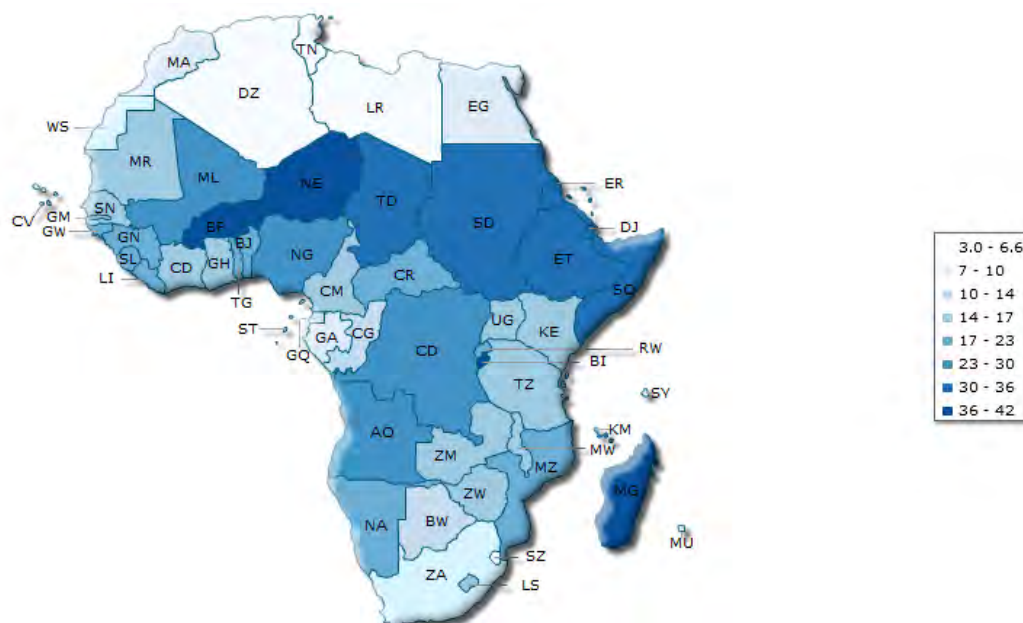 TN
MA
DZ
LR
EG
WS
MR
ML
NE
TD
SD
ER
CV
SN
GM
GW
GN
BF
BJ
DJ
SL
NG
ET
LI
CD
GH
CR
SO
TG
CM
ST
UG
KE
GA
CG
CD
RW
GQ
BI
TZ
SY
AO
KM
ZM
MW
MZ
ZW
MG
NA
BW
MU
SZ
ZA
LS
3.0 - 6.6
7 - 10
10 - 14
14 - 17
17 - 23
23 - 30
30 - 36
36 - 42